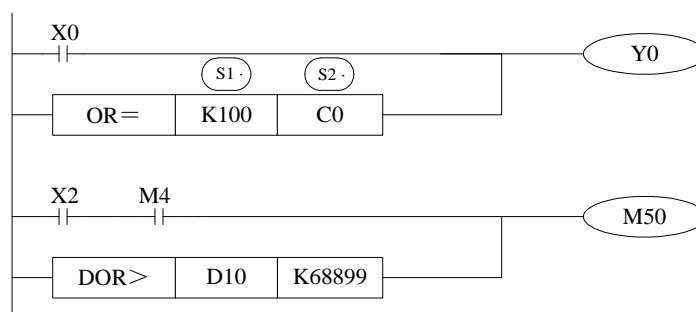 X0
Y0
S1 · S2 ·
OR＝ K100 C0
X2 M4
M50
DOR＞ D10 K68899